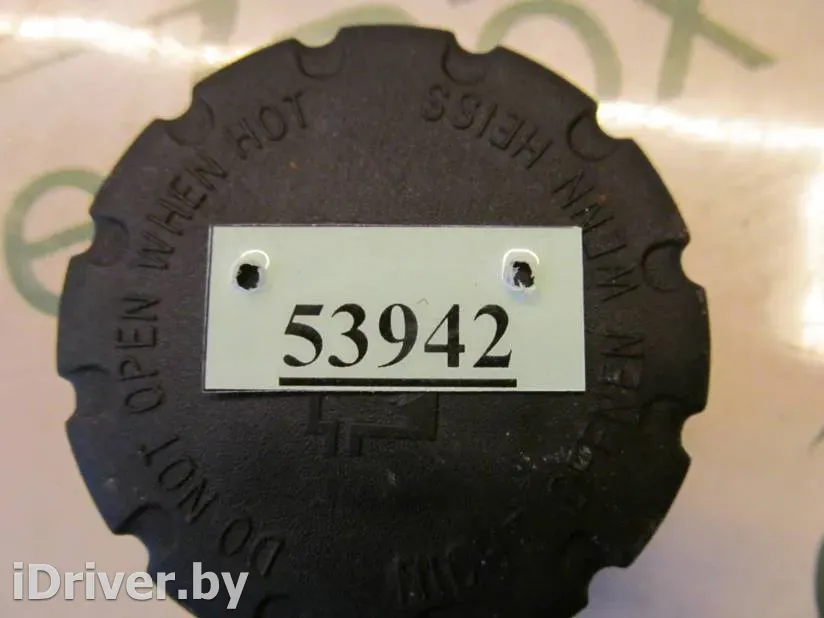 DO NOT OPEN WHEN HOT
NICHT ÖFFNEN WENN HEISS
53942
iDriver.by